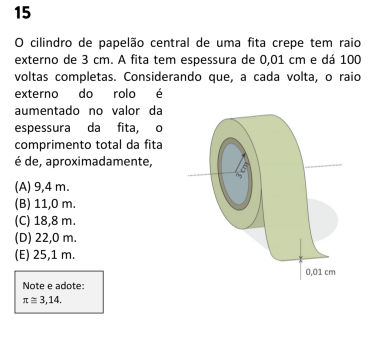 15
O cilindro de papelão central de uma fita crepe tem raio
externo de 3 cm. A fita tem espessura de 0,01 cm e dá 100
voltas completas. Considerando que, a cada volta, o raio
externo do rolo é
aumentado no valor da
espessura da fita, o
comprimento total da fita
é de, aproximadamente,
(A) 9,4 m.
(B) 11,0 m.
(C) 18,8 m.
(D) 22,0 m.
(E) 25,1 m.
Note e adote:
π ≅ 3,14.
3 cm
0,01 cm